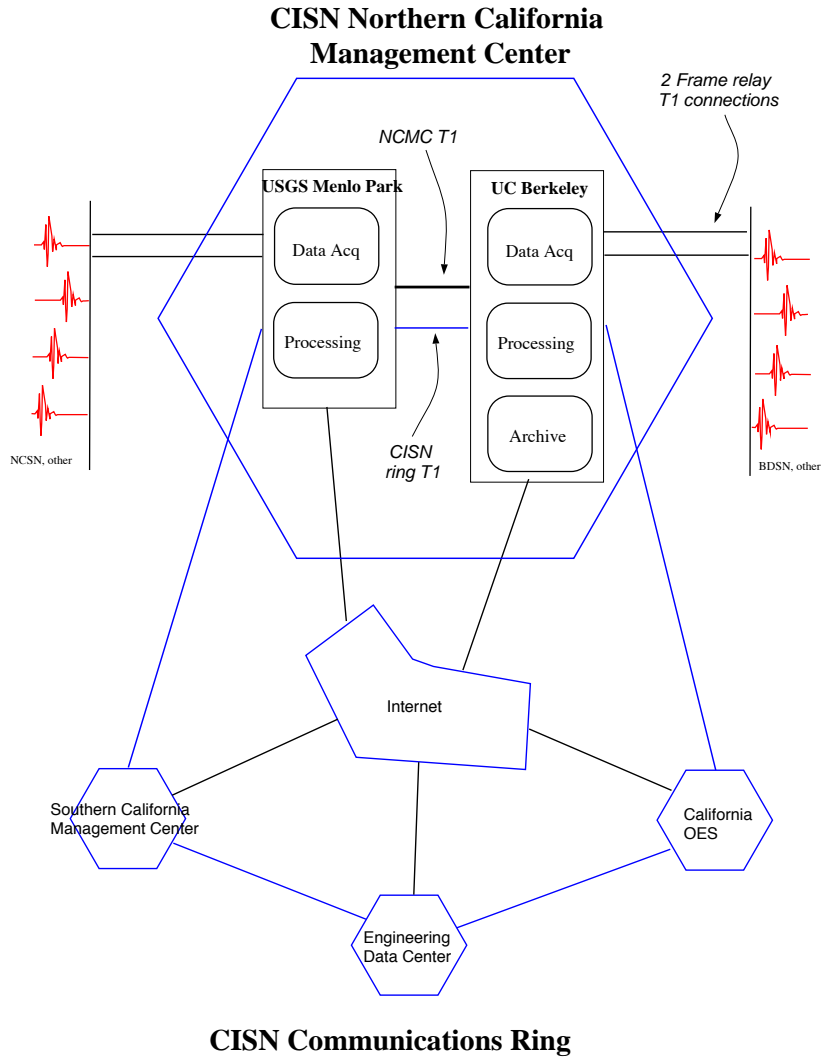 CISN Northern California
Management Center
2 Frame relay
T1 connections
NCMC T1
USGS Menlo Park
UC Berkeley
Data Acq
Data Acq
Processing
Processing
Archive
CISN
ring T1
NCSN, other
BDSN, other
Internet
Southern California
Management Center
California
OES
Engineering
Data Center
CISN Communications Ring